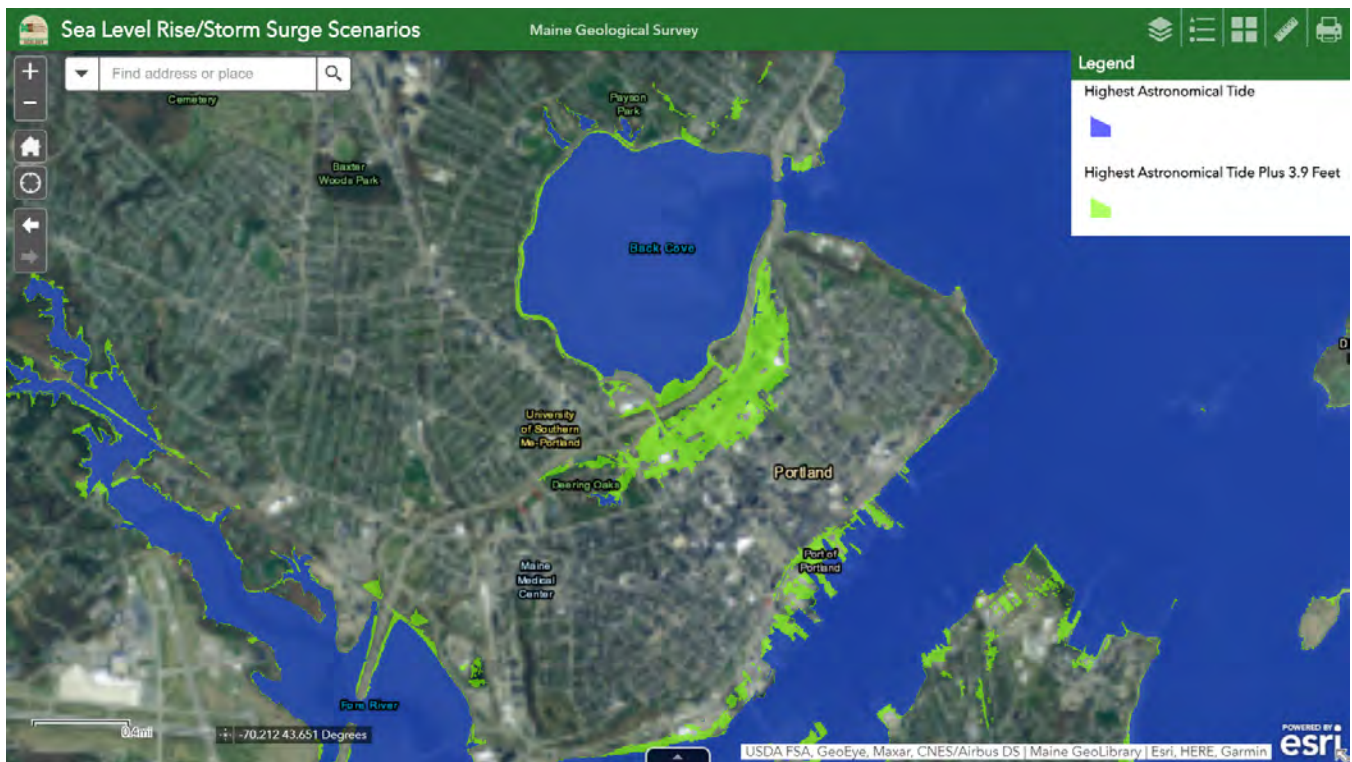 Sea Level Rise/Storm Surge Scenarios
Maine Geological Survey
Find address or place
Legend
Highest Astronomical Tide
Highest Astronomical Tide Plus 3.9 Feet
Cemetery
Payson
Park
Baxter
Woods Park
Back Cove
University
of Southern
Me-Portland
Portland
Deering Oaks
Port of
Portland
Maine
Medical
Center
Fore River
0.4mi
-70.212 43.651 Degrees
USDA FSA, GeoEye, Maxar, CNES/Airbus DS | Maine GeoLibrary | Esri, HERE, Garmin
POWERED BY
esri